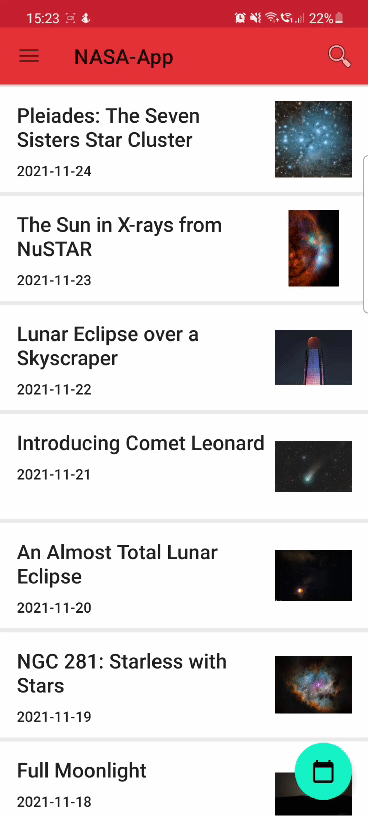 15:23 22%
NASA-App
Pleiades: The Seven
Sisters Star Cluster
2021-11-24
The Sun in X-rays from
NuSTAR
2021-11-23
Lunar Eclipse over a
Skyscraper
2021-11-22
Introducing Comet Leonard
2021-11-21
An Almost Total Lunar
Eclipse
2021-11-20
NGC 281: Starless with
Stars
2021-11-19
Full Moonlight
2021-11-18